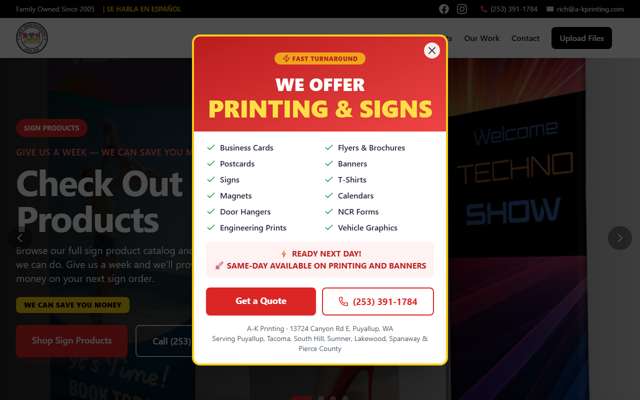 Family Owned Since 2005 | SE HABLA EN ESPAÑOL
(253) 391-1784 rich@a-kprinting.com
Our Work Contact Upload Files
FAST TURNAROUND
WE OFFER
PRINTING & SIGNS
Business Cards Flyers & Brochures
Postcards Banners
Signs T-Shirts
Magnets Calendars
Door Hangers NCR Forms
Engineering Prints Vehicle Graphics
READY NEXT DAY!
SAME-DAY AVAILABLE ON PRINTING AND BANNERS
Get a Quote (253) 391-1784
A-K Printing · 13724 Canyon Rd E, Puyallup, WA
Serving Puyallup, Tacoma, South Hill, Sumner, Lakewood, Spanaway &
Pierce County
SIGN PRODUCTS
GIVE US A WEEK — WE CAN SAVE YOU M
Check Out
Products
Browse our full sign product catalog and
we can do. Give us a week and we'll prov
money on your next sign order.
WE CAN SAVE YOU MONEY
Shop Sign Products Call (253)
It's Time!
BOOK
Welcome
TECHNO
SHOW